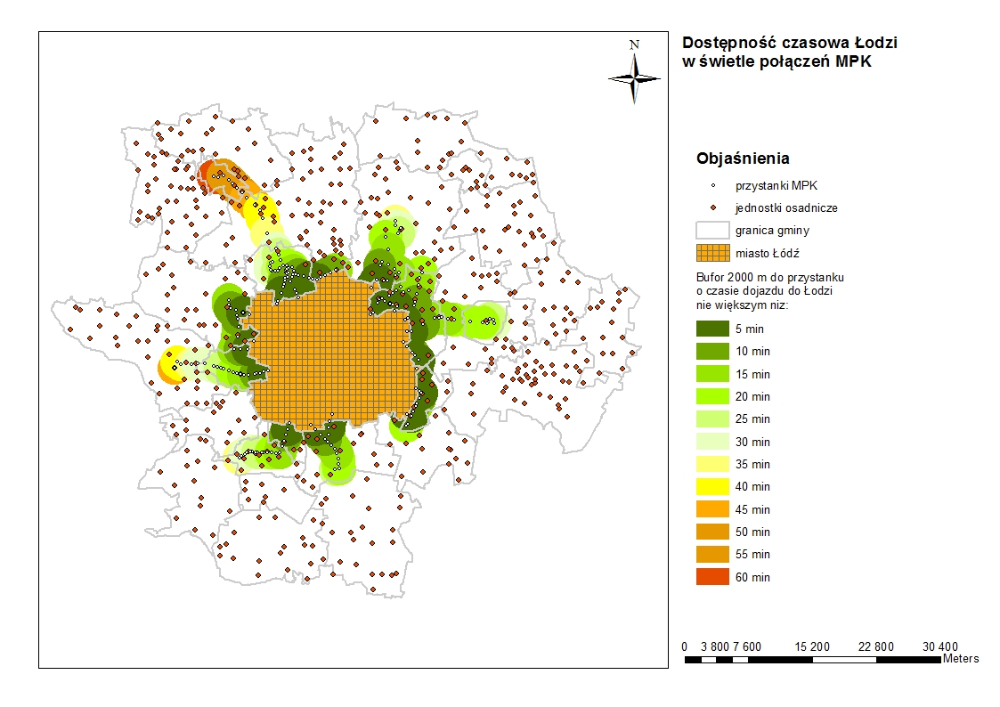 N
Dostępność czasowa Łodzi
w świetle połączeń MPK
Objaśnienia
przystanki MPK
jednostki osadnicze
granica gminy
miasto Łódź
Bufor 2000 m do przystanku
o czasie dojazdu do Łodzi
nie większym niz:
5 min
10 min
15 min
20 min
25 min
30 min
35 min
40 min
45 min
50 min
55 min
60 min
0 3 800 7 600 15 200 22 800 30 400
Meters